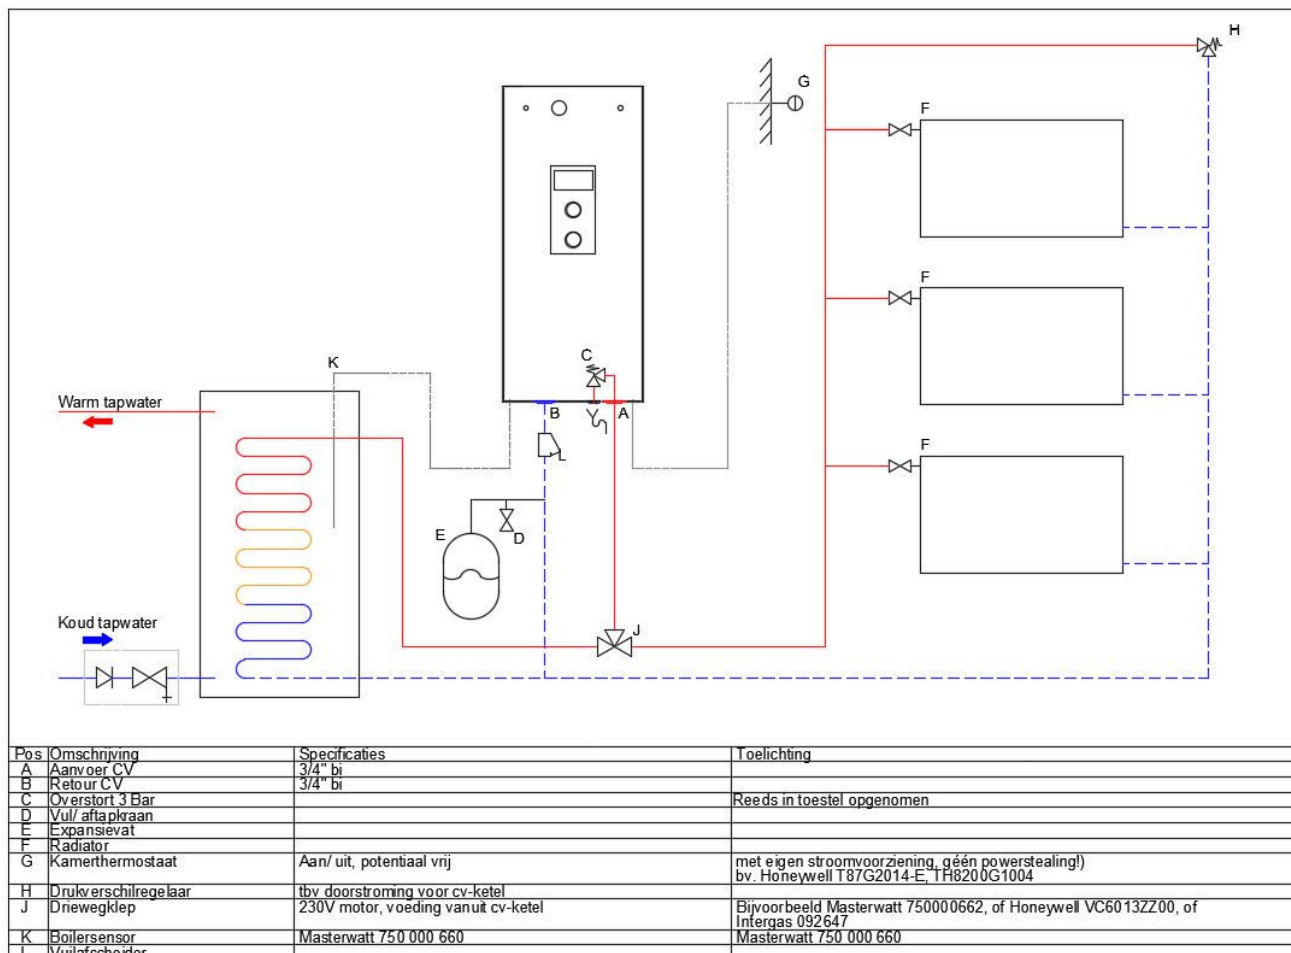 H
G
F
F
F
K
C
Warm tapwater
B
A
L
E
D
Koud tapwater
J
Pos Omschrijving Specificaties Toelichting
A Aanvoer CV 3/4" bi
B Retour CV 3/4" bi
C Overstort 3 Bar Reeds in toestel opgenomen
D Vul/ aftapkraan
E Expansievat
F Radiator
G Kamerthermostaat Aan/ uit, potentiaal vrij met eigen stroomvoorziening, géén powerstealing!)
bv. Honeywell T87G2014-E, TH8200G1004
H Drukverschilregelaar tbv doorstroming voor cv-ketel
J Driewegklep 230V motor, voeding vanuit cv-ketel Bijvoorbeeld Masterwatt 750000662, of Honeywell VC6013ZZ00, of
Intergas 092647
K Boilersensor Masterwatt 750 000 660 Masterwatt 750 000 660
L Vuilafscheider